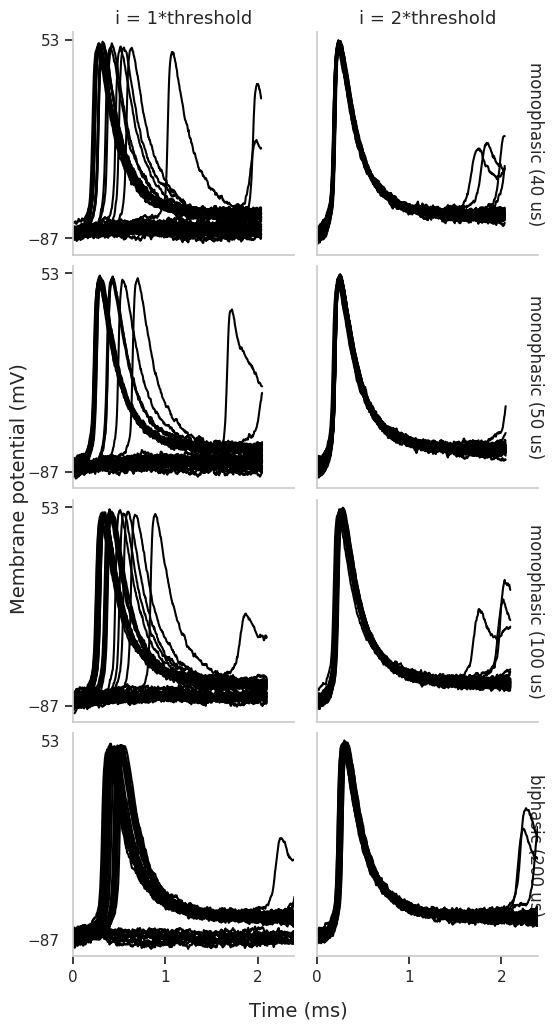 i = 1*threshold
i = 2*threshold
53
−87
monophasic (40 us)
53
−87
monophasic (50 us)
Membrane potential (mV)
53
−87
monophasic (100 us)
53
−87
biphasic (200 us)
0
1
2
0
1
2
Time (ms)